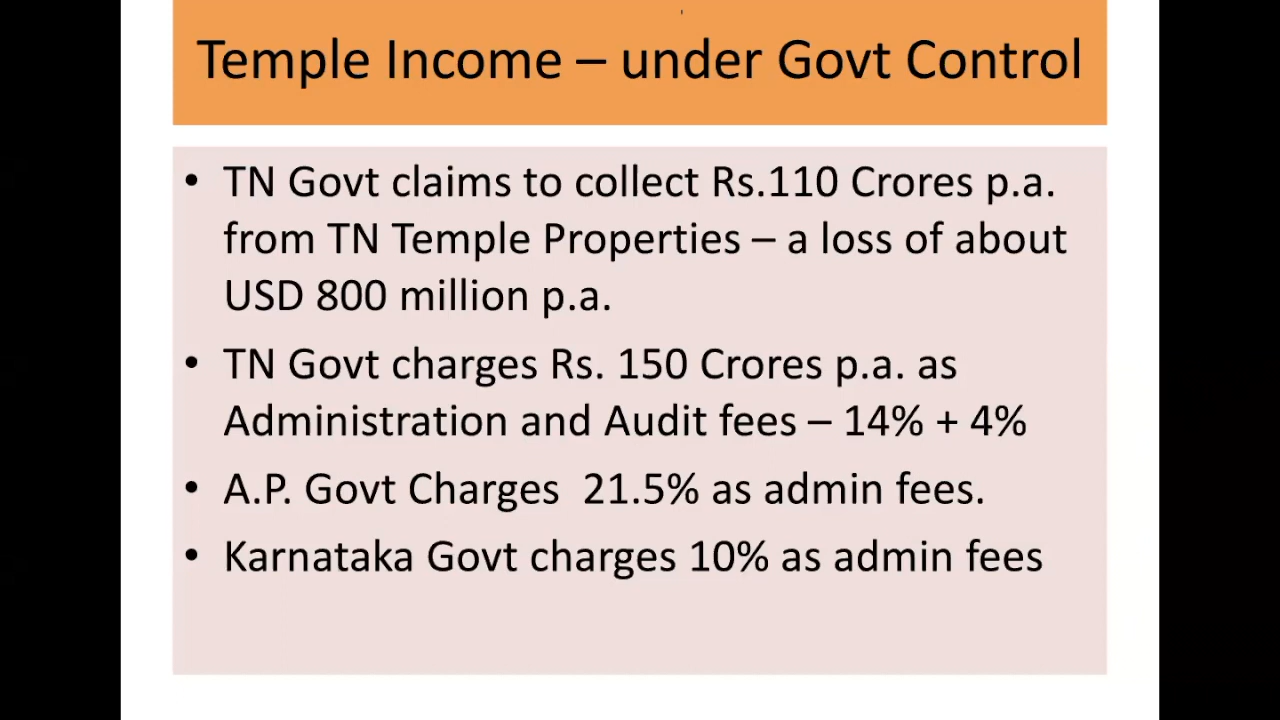 Temple Income – under Govt Control
• TN Govt claims to collect Rs.110 Crores p.a.
from TN Temple Properties – a loss of about
USD 800 million p.a.
• TN Govt charges Rs. 150 Crores p.a. as
Administration and Audit fees – 14% + 4%
• A.P. Govt Charges  21.5% as admin fees.
• Karnataka Govt charges 10% as admin fees